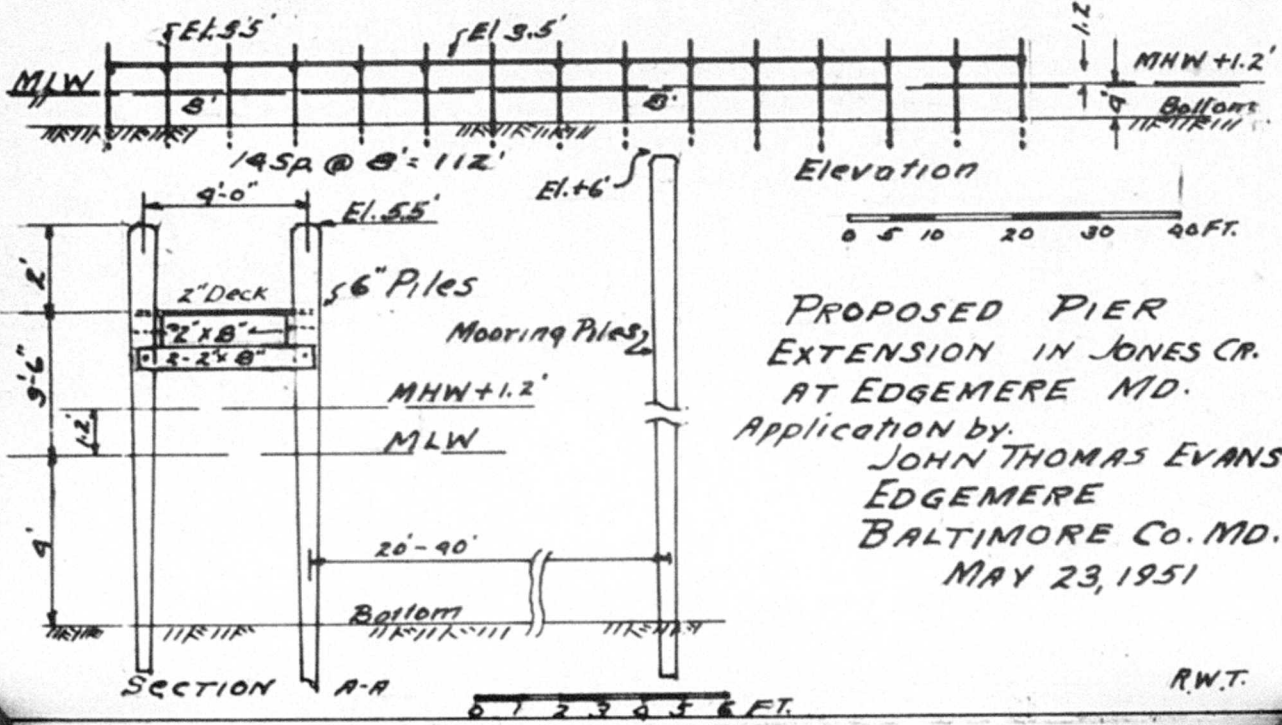 El. 5.5'
El 3.5'
1.2
MLW
MHW +1.2'
8'
8'
4'
Bottom
14 Sp. @ 8' = 112'
Elevation
El. +6'
4'-0"
El. 5.5'
0 5 10 20 30 40 FT.
2'
2" Deck
6" Piles
2" x 8"
2-2" x 8"
Mooring Piles
3'-6"
MHW +1.2'
1.2'
MLW
4'
20' - 40'
Bottom
SECTION A-A
0 1 2 3 4 5 6 FT.
PROPOSED PIER
EXTENSION IN JONES CR.
AT EDGEMERE MD.
Application by.
JOHN THOMAS EVANS
EDGEMERE
BALTIMORE CO. MD.
MAY 23, 1951
R.W.T.